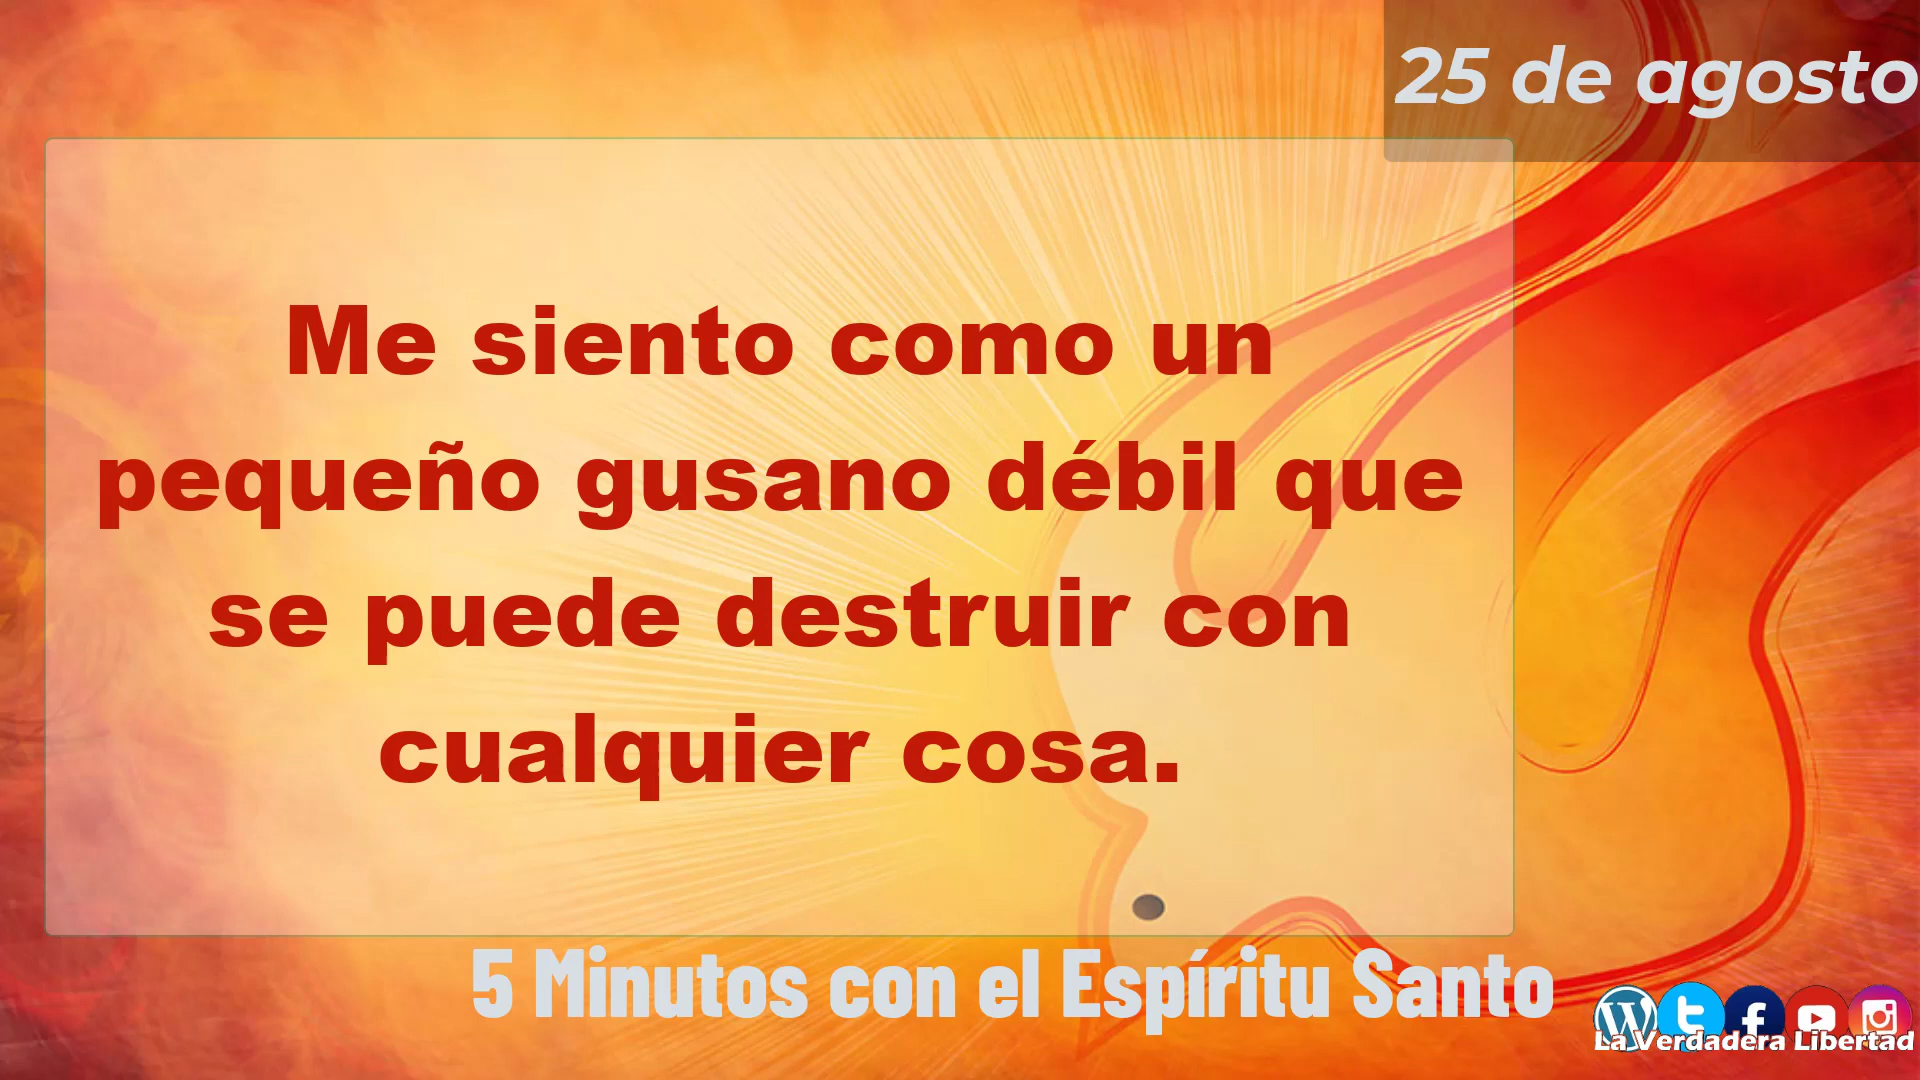 25 de agosto
Me siento como un
pequeño gusano débil que
se puede destruir con
cualquier cosa.
5 Minutos con el Espíritu Santo
La Verdadera Libertad